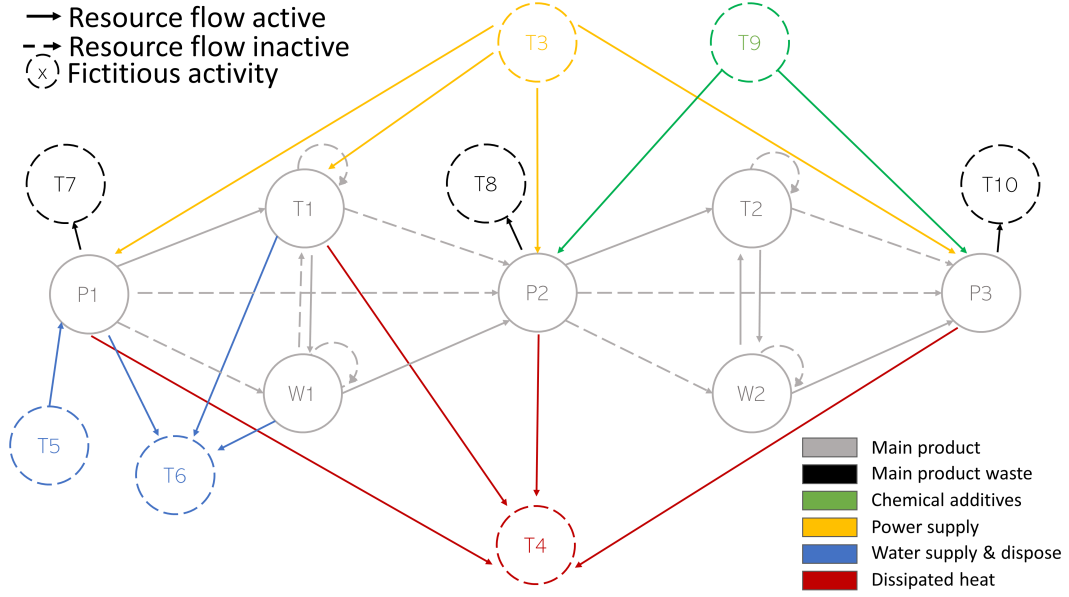 Resource flow active
Resource flow inactive
x Fictitious activity
T3
T9
T7
T1
T8
T2
T10
P1
P2
P3
W1
W2
T5
T6
T4
Main product
Main product waste
Chemical additives
Power supply
Water supply & dispose
Dissipated heat